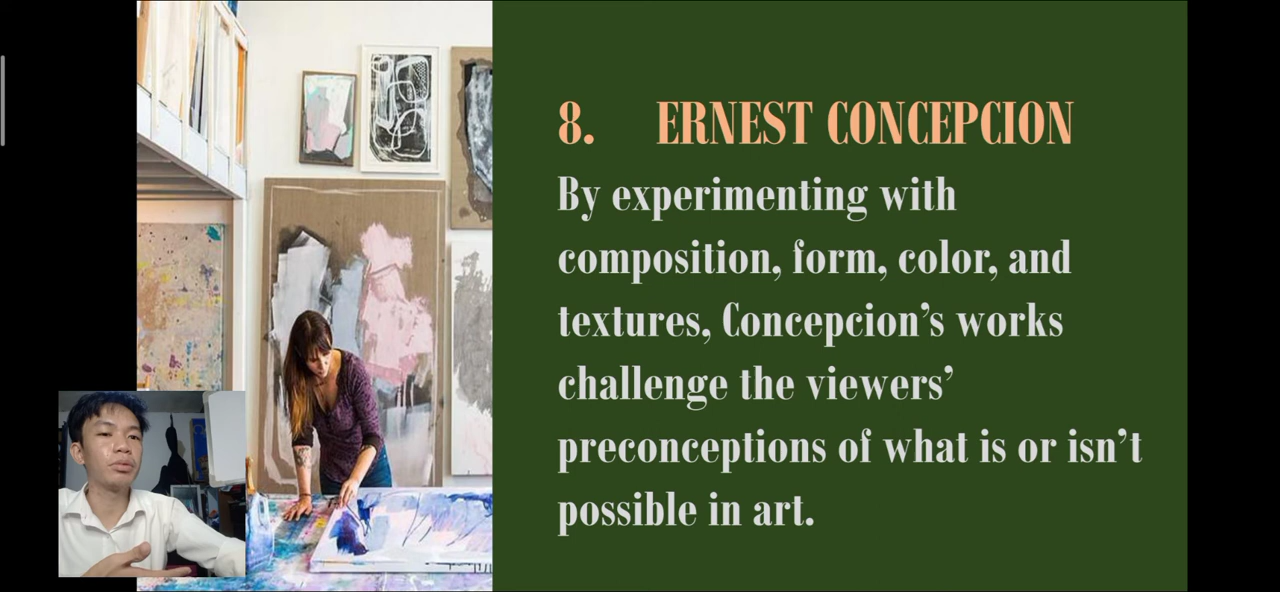 8. ERNEST CONCEPCION
By experimenting with
composition, form, color, and
textures, Concepcion’s works
challenge the viewers’
preconceptions of what is or isn’t
possible in art.